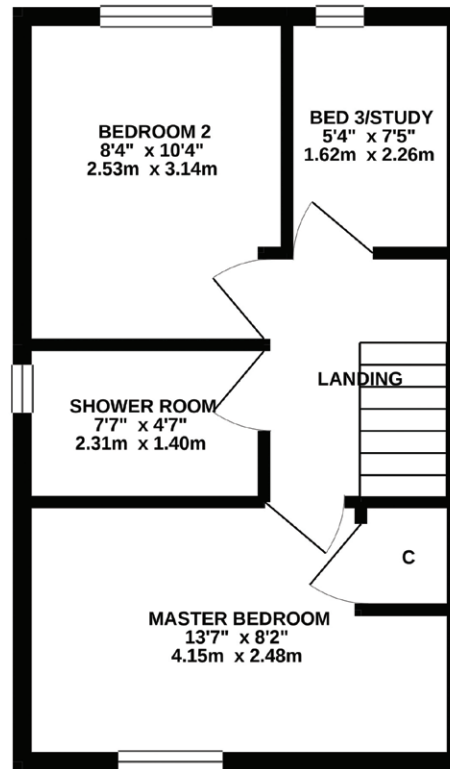 BEDROOM 2
8'4" x 10'4"
2.53m x 3.14m
BED 3/STUDY
5'4" x 7'5"
1.62m x 2.26m
LANDING
SHOWER ROOM
7'7" x 4'7"
2.31m x 1.40m
C
MASTER BEDROOM
13'7" x 8'2"
4.15m x 2.48m